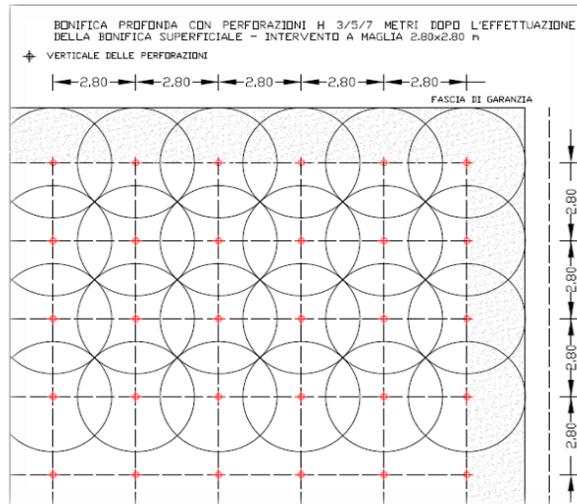 BONIFICA PROFONDA CON PERFORAZIONI H 3/5/7 METRI DOPO L'EFFETTUAZIONE
DELLA BONIFICA SUPERFICIALE - INTERVENTO A MAGLIA 2.80x2.80 m
VERTICALE DELLE PERFORAZIONI
2.80 2.80 2.80 2.80 2.80
FASCIA DI GARANZIA
2.80
2.80
2.80
2.80